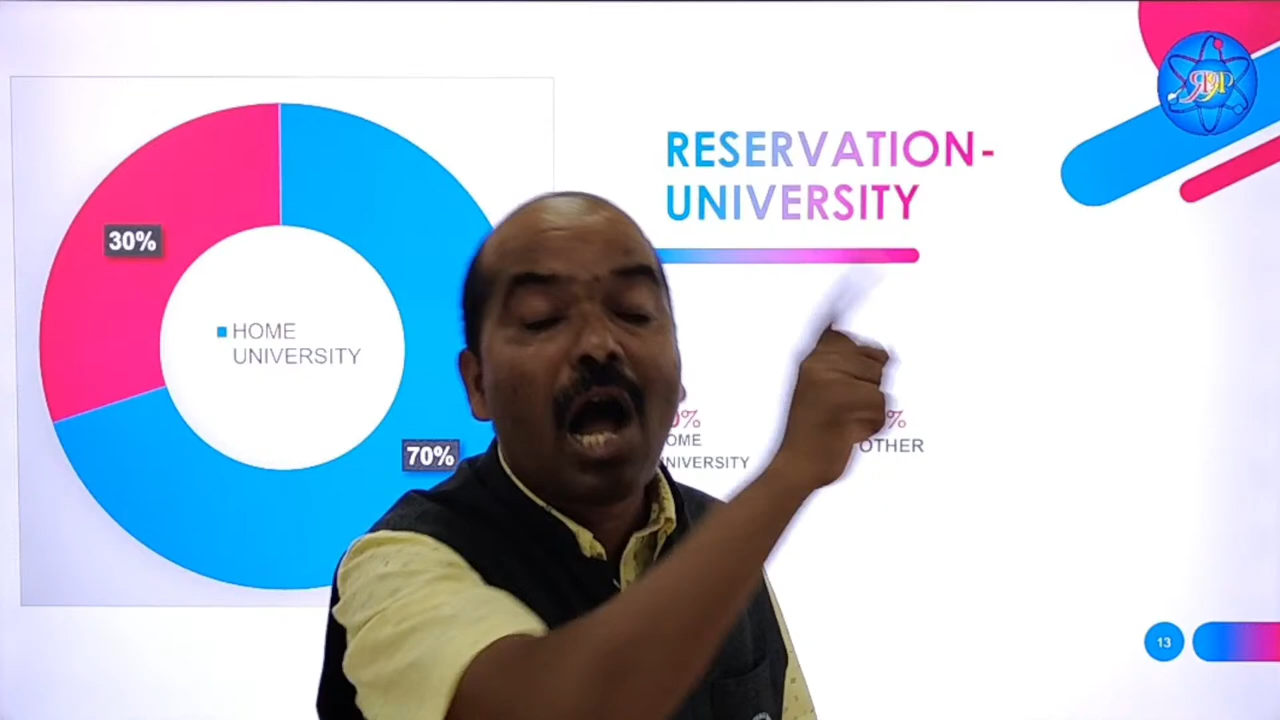 RESERVATION-
UNIVERSITY
30%
HOME
UNIVERSITY
70%
OTHER
13